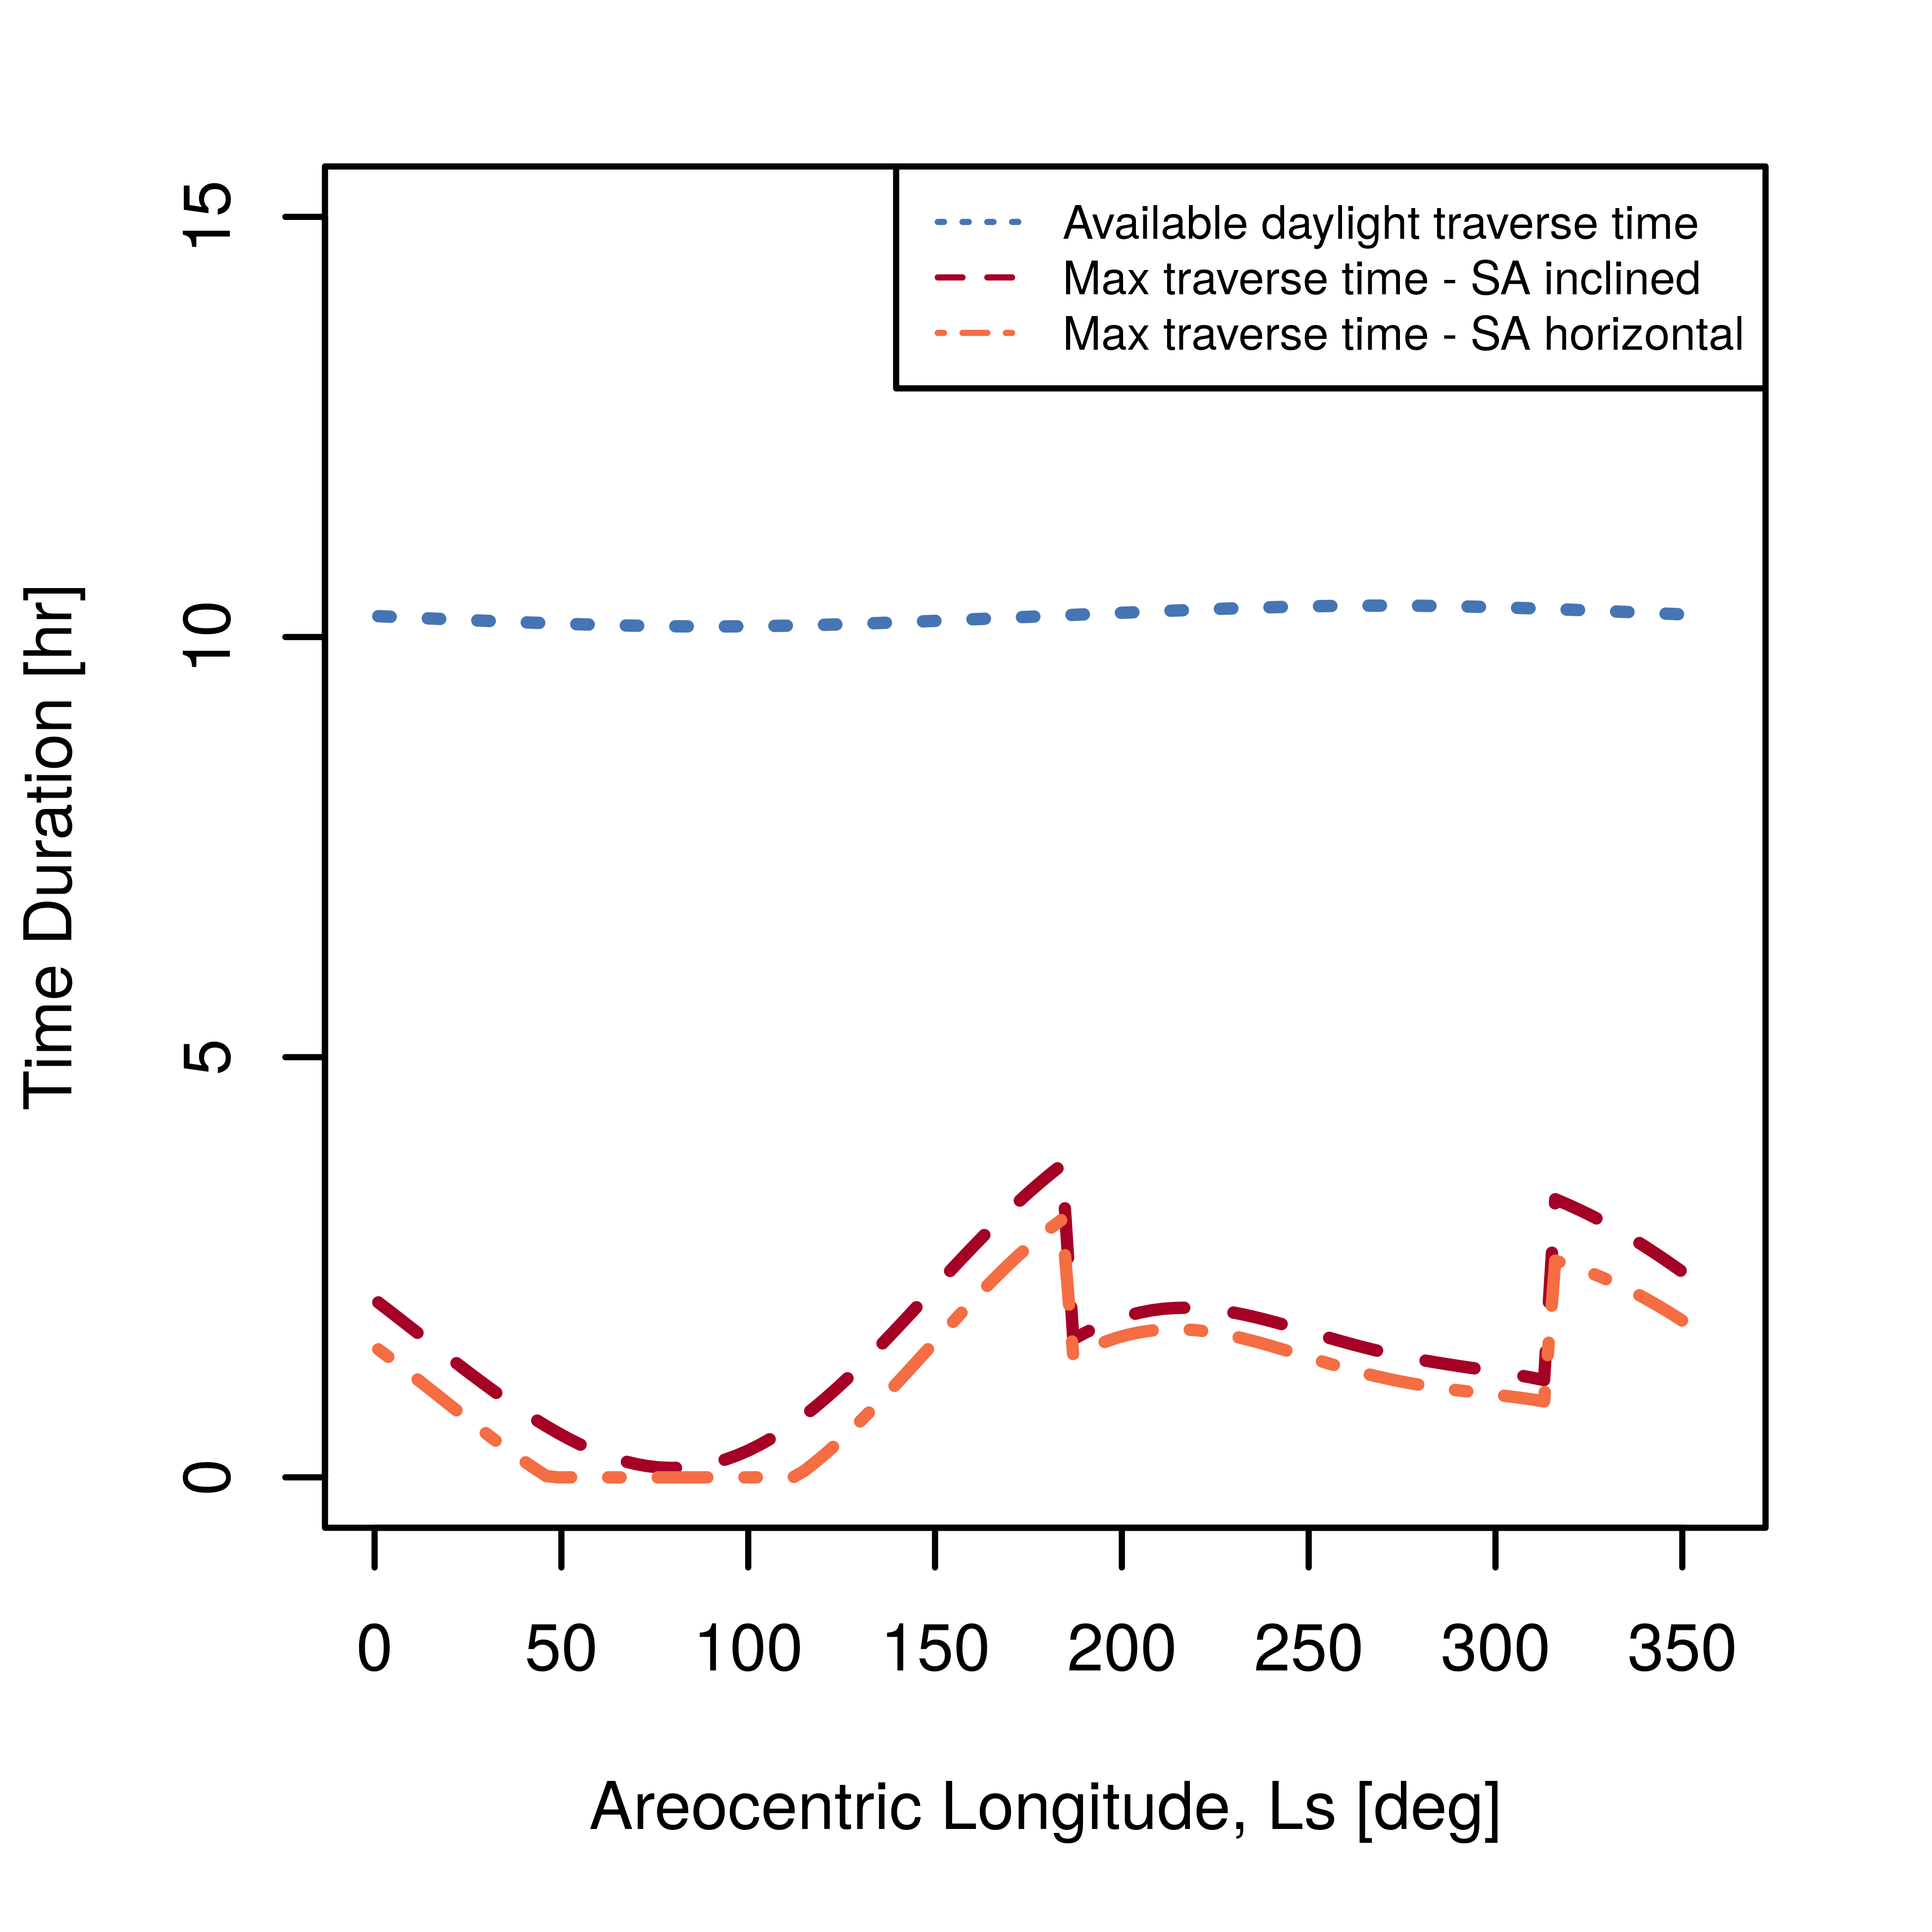 Available daylight traverse time
Max traverse time - SA inclined
Max traverse time - SA horizontal
Time Duration [hr]
15
10
5
0
0 50 100 150 200 250 300 350
Areocentric Longitude, Ls [deg]